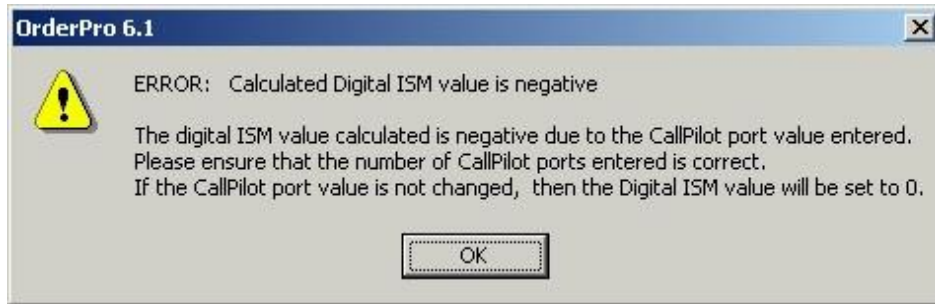 OrderPro 6.1
ERROR: Calculated Digital ISM value is negative
The digital ISM value calculated is negative due to the CallPilot port value entered.
Please ensure that the number of CallPilot ports entered is correct.
If the CallPilot port value is not changed, then the Digital ISM value will be set to 0.
OK